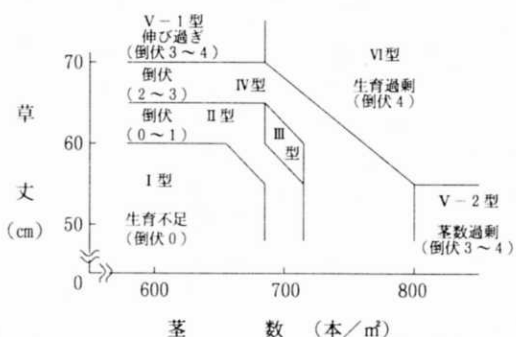 V－1型
伸び過ぎ
(倒伏3～4)
倒伏
(2～3)
Ⅳ型
Ⅵ型
生育過剰
(倒伏4)
倒伏
(0～1)
Ⅱ型
Ⅲ
型
Ⅰ型
生育不足
(倒伏0)
V－2型
茎数過剰
(倒伏3～4)
草
丈
(cm)
70
60
50
0
600
700
800
茎　数　(本／㎡)